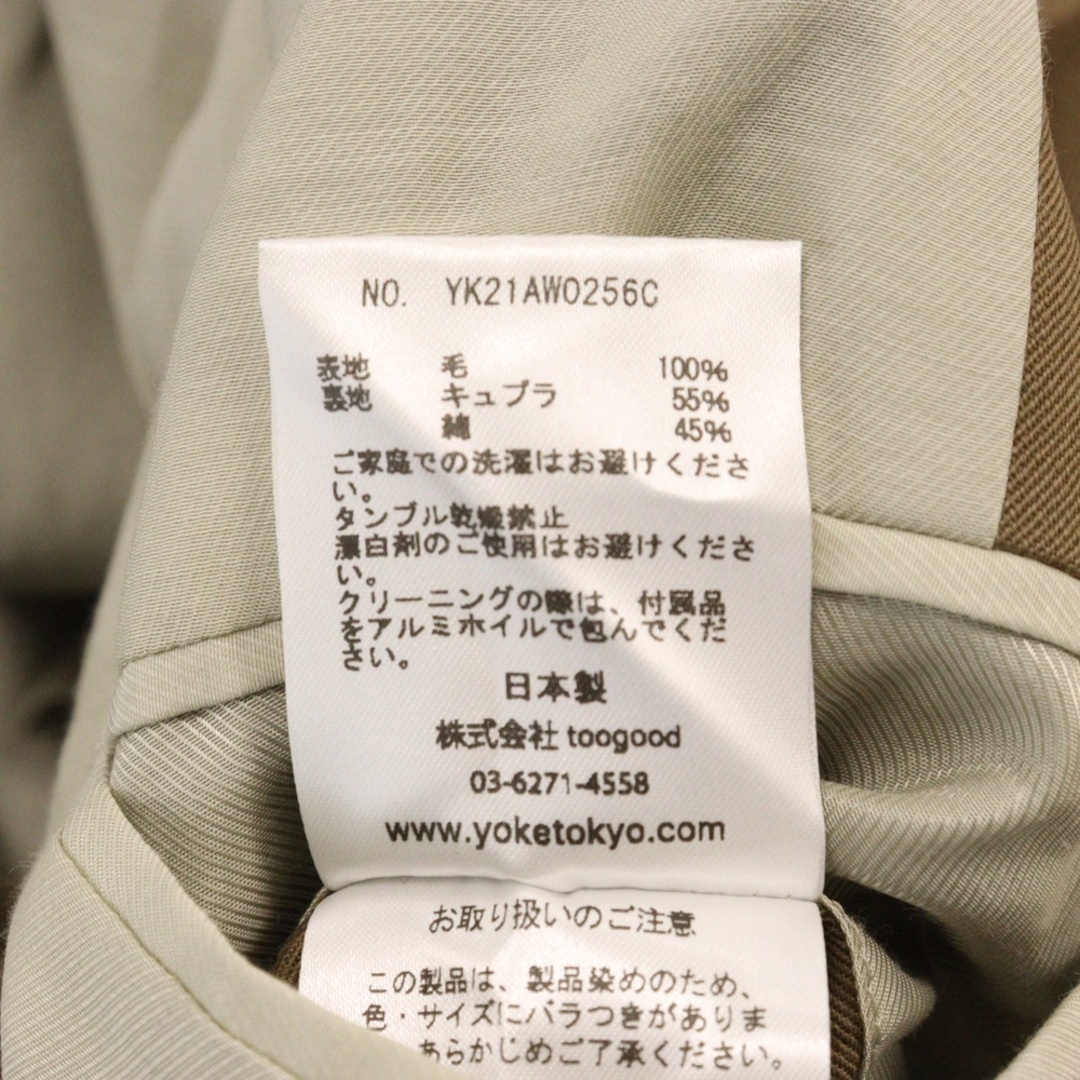 NO. YK21AW0256C
表地 毛 100%
裏地 キュプラ 55%
綿 45%
ご家庭での洗濯はお避けくださ
い。
タンブル乾燥禁止
漂白剤のご使用はお避けくださ
い。
クリーニングの際は、付属品
をアルミホイルで包んでくだ
さい。
日本製
株式会社 toogood
03-6271-4558
www.yoketokyo.com
お取り扱いのご注意
この製品は、製品染めのため、
色・サイズにバラつきがありま
あらかじめご了承ください。